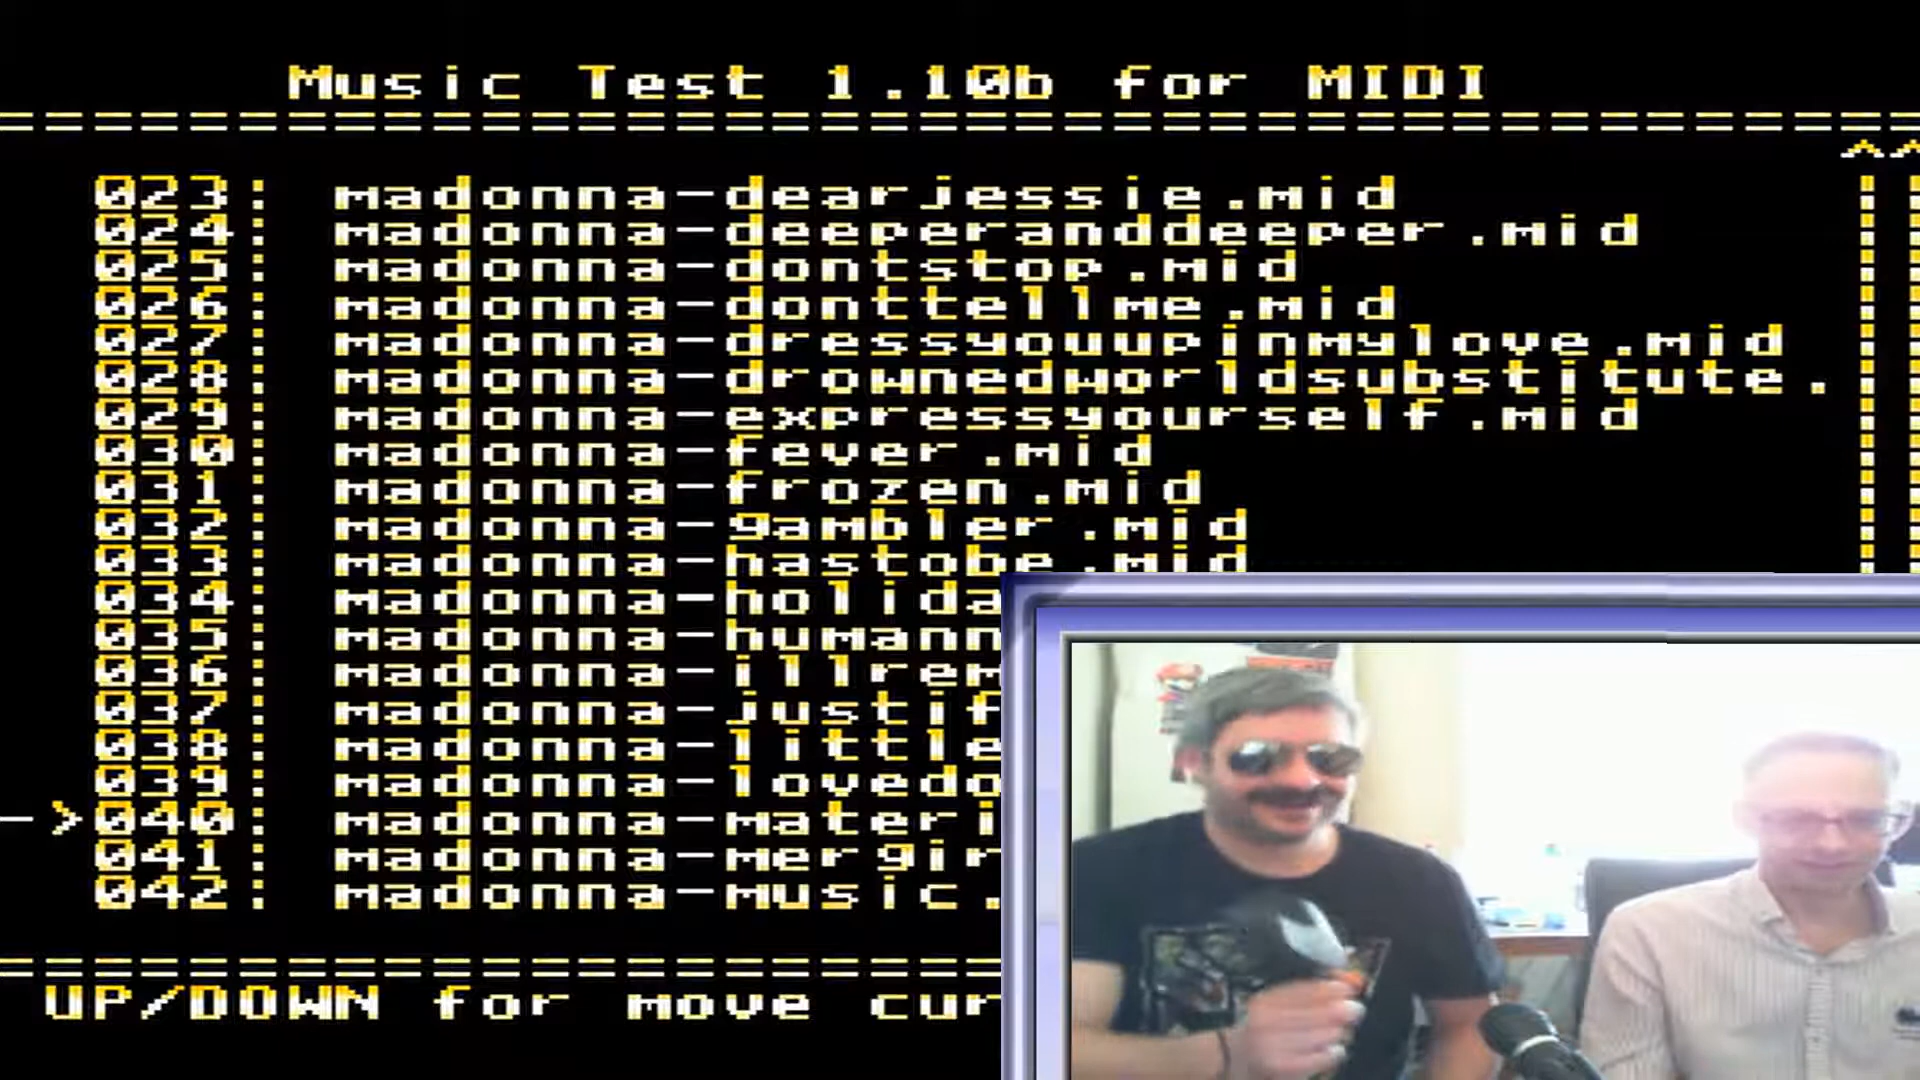 Music Test 1.10b for MIDI
023: madonna-dearjessie.mid
024: madonna-deeperanddeeper.mid
025: madonna-dontstop.mid
026: madonna-donttellme.mid
027: madonna-dressyouupinmylove.mid
028: madonna-drownedworldsubstitute.
029: madonna-expressyourself.mid
030: madonna-fever.mid
031: madonna-frozen.mid
032: madonna-gambler.mid
033: madonna-hastobe.mid
034: madonna-holida
035: madonna-humann
036: madonna-illrem
037: madonna-justif
038: madonna-little
039: madonna-lovedo
->040: madonna-materi
041: madonna-mergir
042: madonna-music.
UP/DOWN for move cur